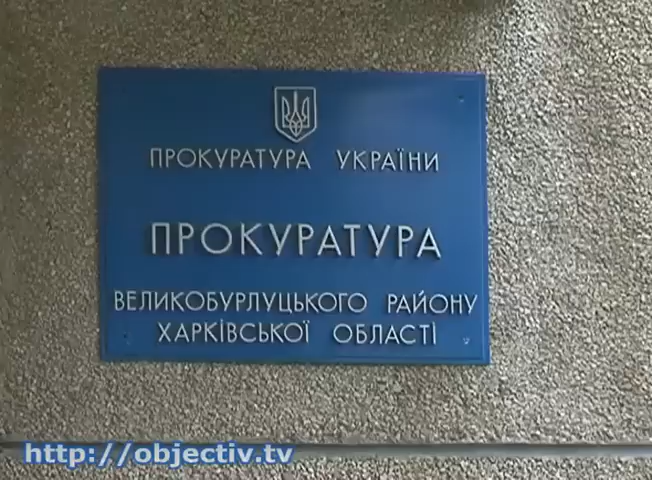 ПРОКУРАТУРА УКРАЇНИ
ПРОКУРАТУРА
ВЕЛИКОБУРЛУЦЬКОГО РАЙОНУ
ХАРКІВСЬКОЇ ОБЛАСТІ
http://objectiv.tv